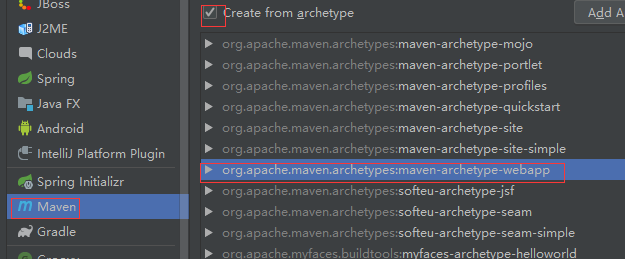 JBoss
J2ME
Clouds
Spring
Java FX
Android
IntelliJ Platform Plugin
Spring Initializr
Maven
Gradle
Create from archetype
Add A
org.apache.maven.archetypes:maven-archetype-mojo
org.apache.maven.archetypes:maven-archetype-portlet
org.apache.maven.archetypes:maven-archetype-profiles
org.apache.maven.archetypes:maven-archetype-quickstart
org.apache.maven.archetypes:maven-archetype-site
org.apache.maven.archetypes:maven-archetype-site-simple
org.apache.maven.archetypes:maven-archetype-webapp
org.apache.maven.archetypes:softeu-archetype-jsf
org.apache.maven.archetypes:softeu-archetype-seam
org.apache.maven.archetypes:softeu-archetype-seam-simple
org.apache.myfaces.buildtools:myfaces-archetype-helloworld